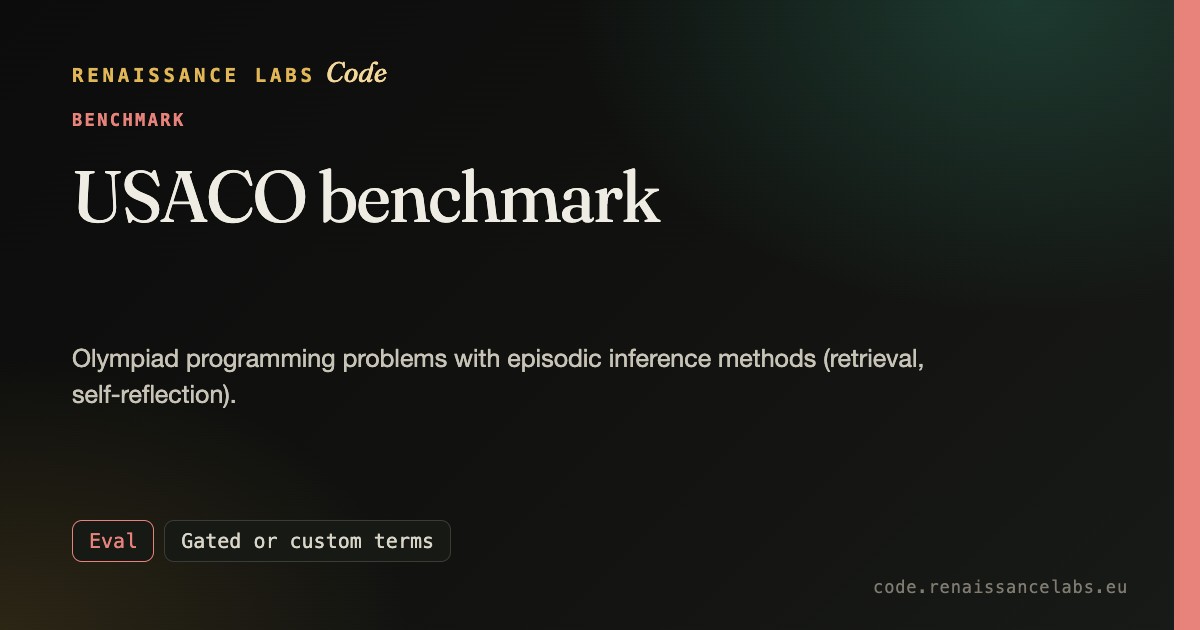 RENAISSANCE LABS Code
BENCHMARK
USACO benchmark
Olympiad programming problems with episodic inference methods (retrieval,
self-reflection).
Eval
Gated or custom terms
code.renaissancelabs.eu